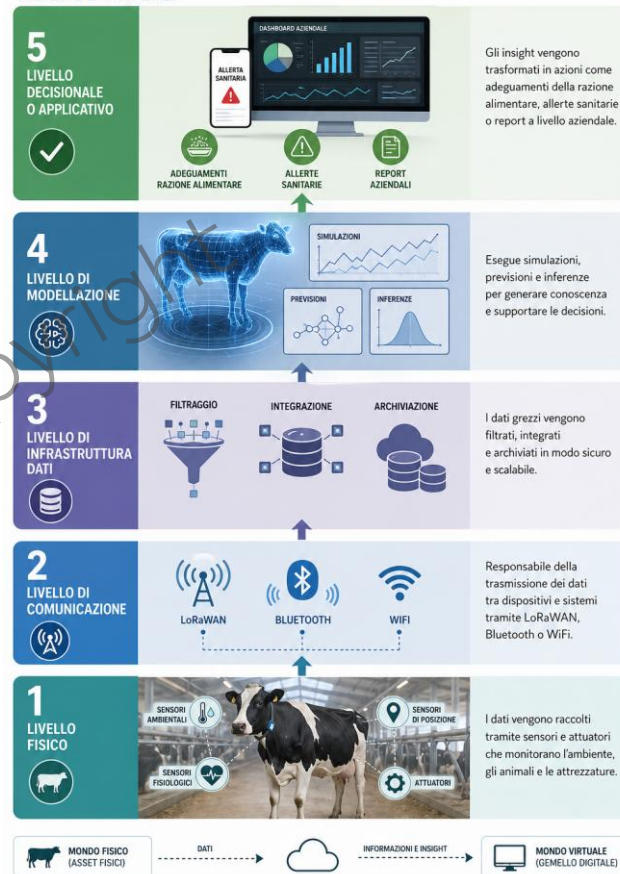 5
LIVELLO
DECISIONALE
O APPLICATIVO
DASHBOARD AZIENDALE
ALLERTA
SANITARIA
ADEGUAMENTI
RAZIONE ALIMENTARE
ALLERTE
SANITARIE
REPORT
AZIENDALI
Gli insight vengono
trasformati in azioni come
adeguamenti della razione
alimentare, allerte sanitarie
o report a livello aziendale.
4
LIVELLO DI
MODELLAZIONE
SIMULAZIONI
PREVISIONI
INFERENZE
Esegue simulazioni,
previsioni e inferenze
per generare conoscenza
e supportare le decisioni.
3
LIVELLO DI
INFRASTRUTTURA
DATI
FILTRAGGIO
INTEGRAZIONE
ARCHIVIAZIONE
I dati grezzi vengono
filtrati, integrati
e archiviati in modo sicuro
e scalabile.
2
LIVELLO DI
COMUNICAZIONE
LoRaWAN
BLUETOOTH
WIFI
Responsabile della
trasmissione dei dati
tra dispositivi e sistemi
tramite LoRaWAN,
Bluetooth o WiFi.
1
LIVELLO
FISICO
SENSORI
AMBIENTALI
SENSORI
DI POSIZIONE
SENSORI
FISIOLOGICI
ATTUATORI
I dati vengono raccolti
tramite sensori e attuatori
che monitorano l'ambiente,
gli animali e le attrezzature.
MONDO FISICO
(ASSET FISICI)
DATI
INFORMAZIONI E INSIGHT
MONDO VIRTUALE
(GEMELLO DIGITALE)